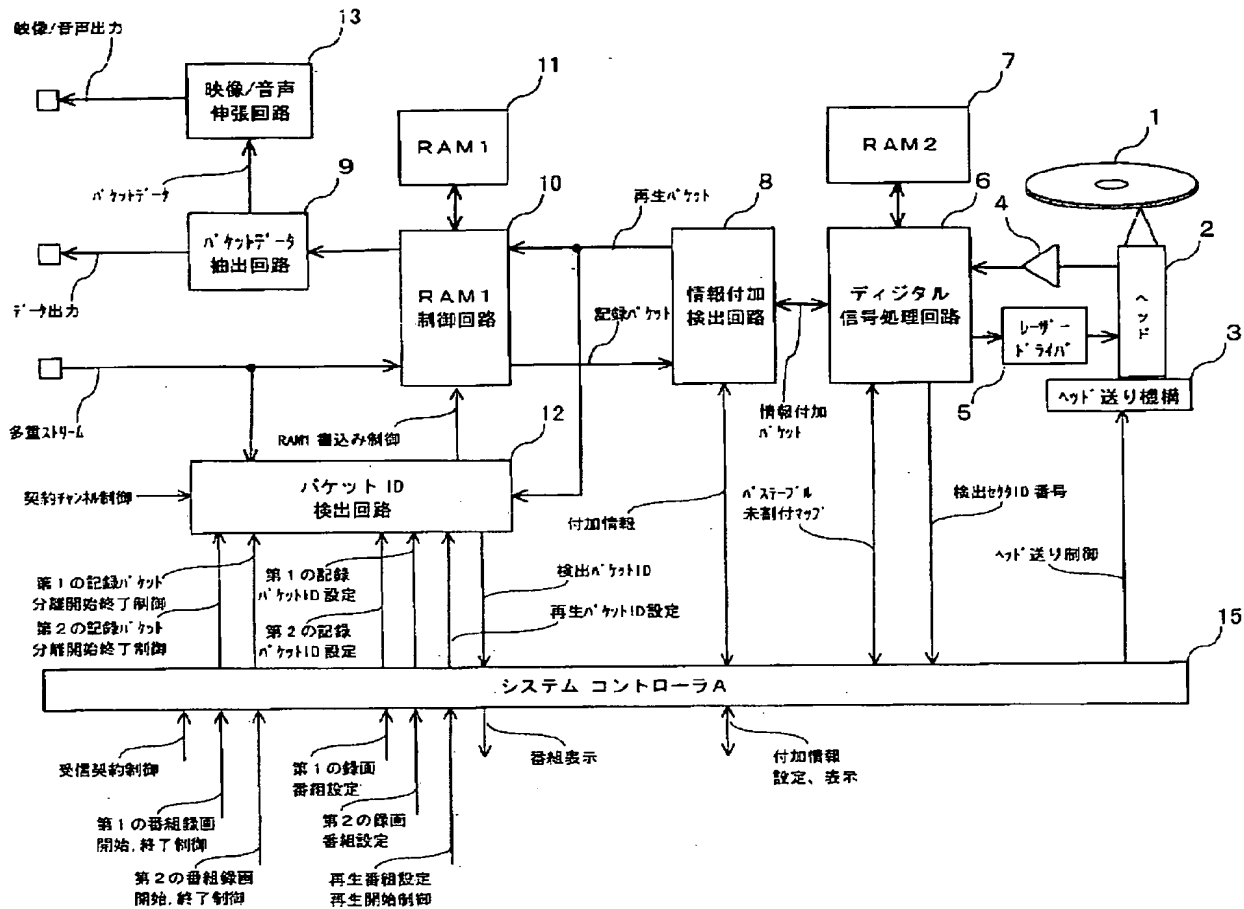 映像/音声出力
13
映像/音声
伸張回路
11
RAM1
7
RAM2
1
パケットデータ
9
10
再生パケット
8
6
4
2
パケットデータ
抽出回路
データ出力
RAM1
制御回路
記録パケット
情報付加
検出回路
ディジタル
信号処理回路
レーザー
ドライバ
ヘッド
3
5
ヘッド送り機構
多重ストリーム
RAM1 書込み制御
12
情報付加
パケット
契約チャンネル制御
パケット ID
検出回路
付加情報
パステーブル
未割付マップ
検出セクタID 番号
ヘッド送り制御
第1の記録パケット
分離開始終了制御
第2の記録パケット
分離開始終了制御
第1の記録
パケットID 設定
第2の記録
パケットID 設定
検出パケットID
再生パケットID設定
15
システム コントローラA
受信契約制御
第1の番組録画
開始,終了制御
第2の番組録画
開始,終了制御
第1の録画
番組設定
第2の録画
番組設定
再生番組設定
再生開始制御
番組表示
付加情報
設定、表示